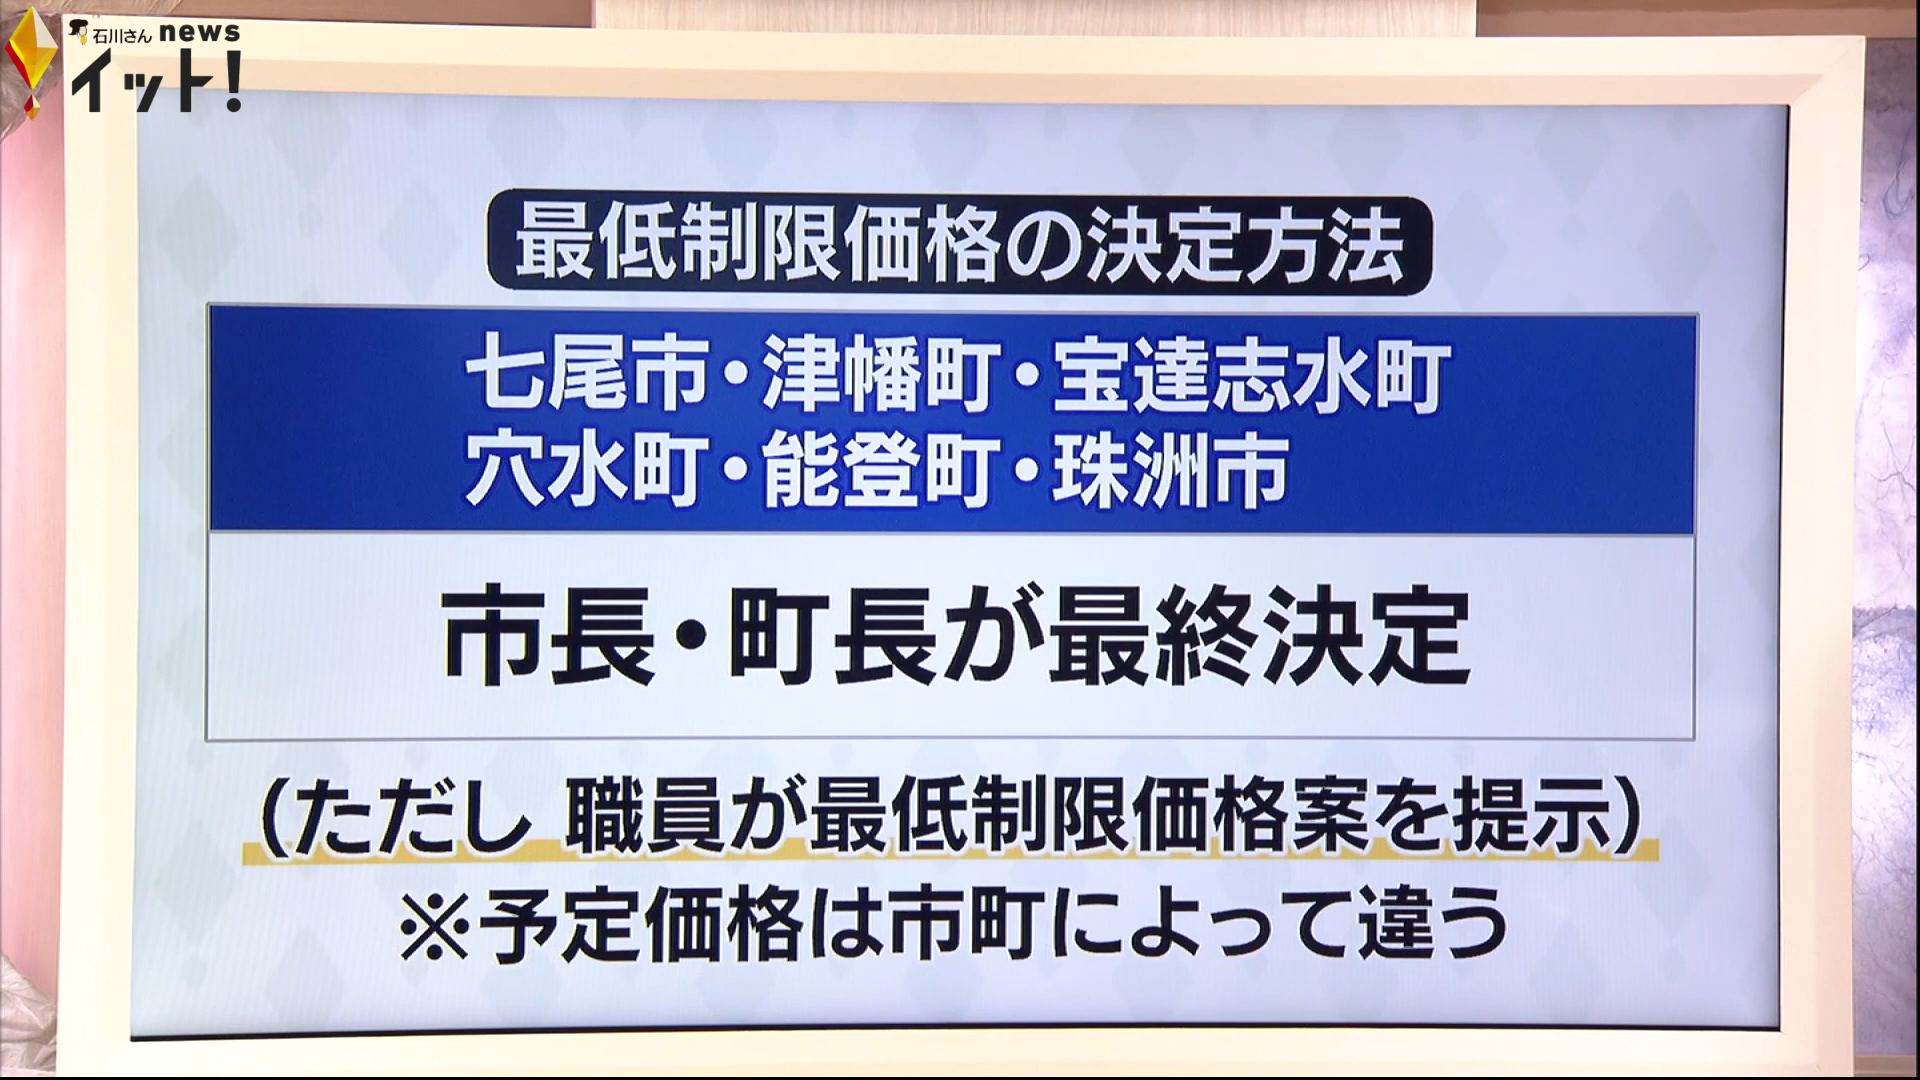 石川さん news
イット!
最低制限価格の決定方法
七尾市・津幡町・宝達志水町
穴水町・能登町・珠洲市
市長・町長が最終決定
(ただし 職員が最低制限価格案を提示)
※予定価格は市町によって違う